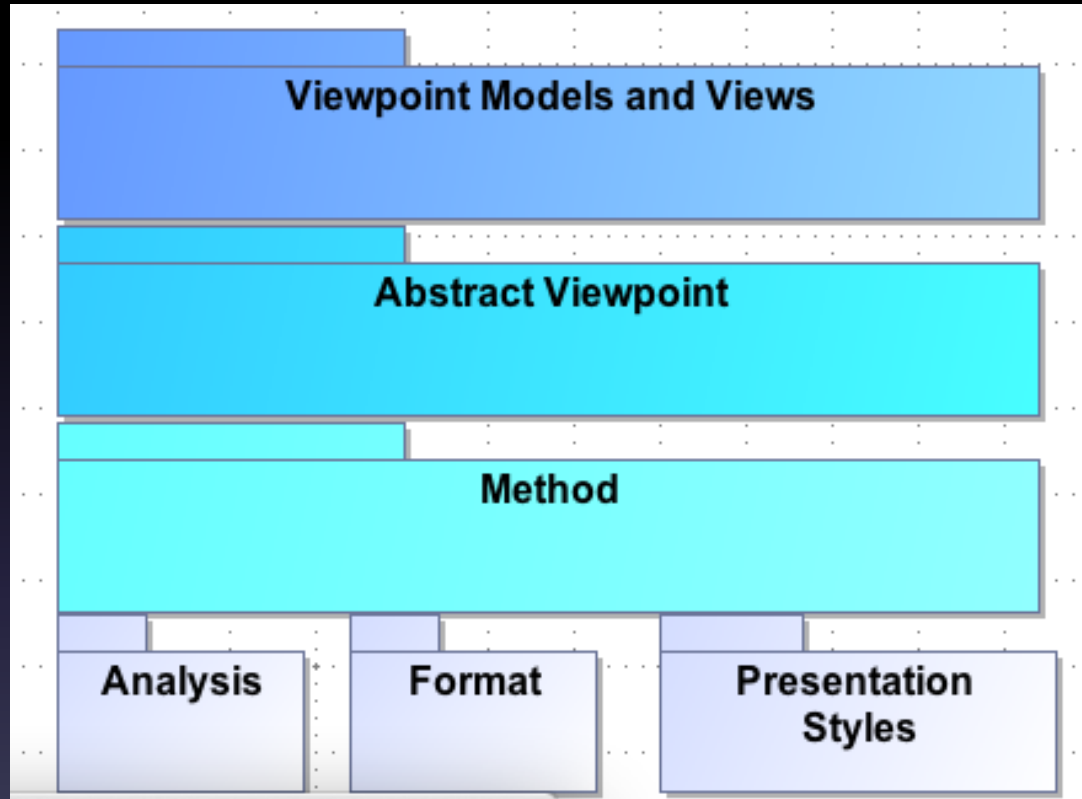 Viewpoint Models and Views
Abstract Viewpoint
Method
Analysis
Format
Presentation
Styles